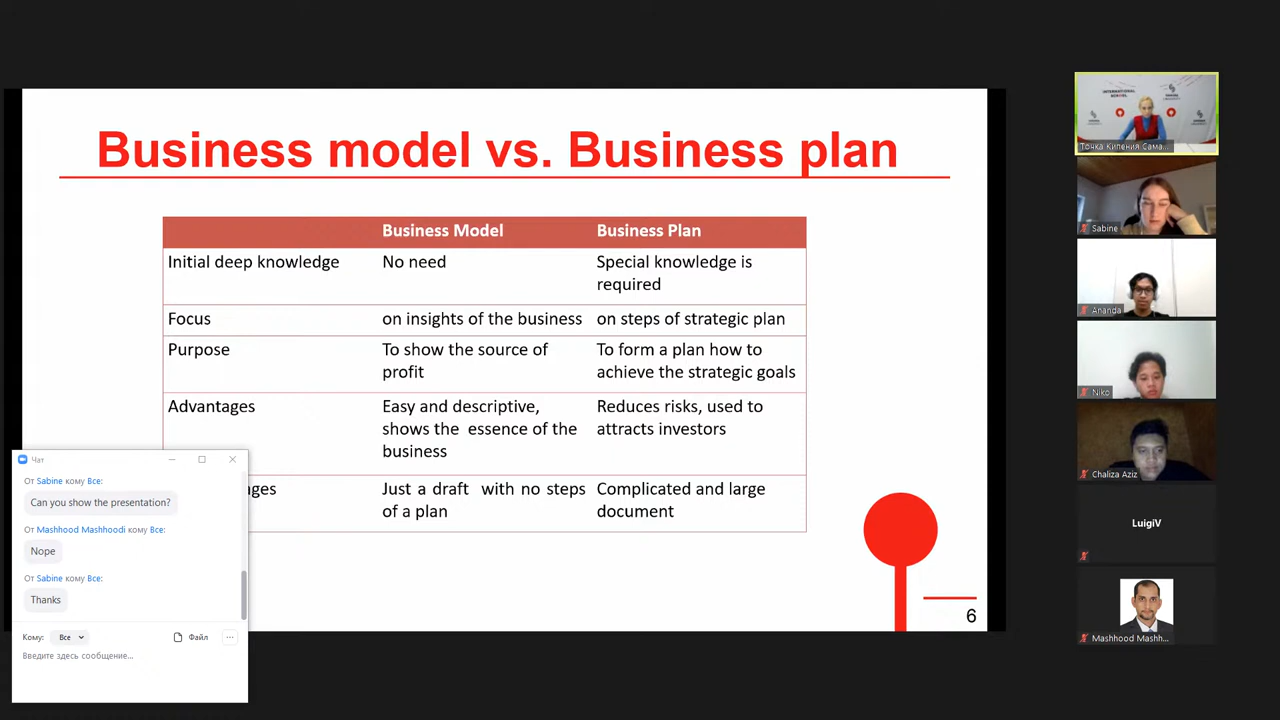 Business model vs. Business plan
Business Model
Business Plan
Initial deep knowledge
No need
Special knowledge is
required
Focus
on insights of the business
on steps of strategic plan
Purpose
To show the source of
profit
To form a plan how to
achieve the strategic goals
Advantages
Easy and descriptive,
shows the essence of the
business
Reduces risks, used to
attracts investors
ges
Just a draft with no steps
of a plan
Complicated and large
document
6
Чат
От Sabine кому Все:
Can you show the presentation?
От Mashhood Mashhoodi кому Все:
Nope
От Sabine кому Все:
Thanks
Кому: Все
Файл
Введите здесь сообщение...
INTERNATIONAL
Точка Кипения Сама...
Sabine
Ananda
Niko
Chaliza Aziz
LuigiV
Mashhood Mashh...